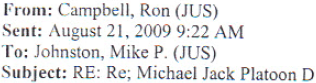 From: Campbell, Ron (JUS)
Sent: August 21, 2009 9:22 AM
To: Johnston, Mike P. (JUS)
Subject: RE: Re; Michael Jack Platoon D